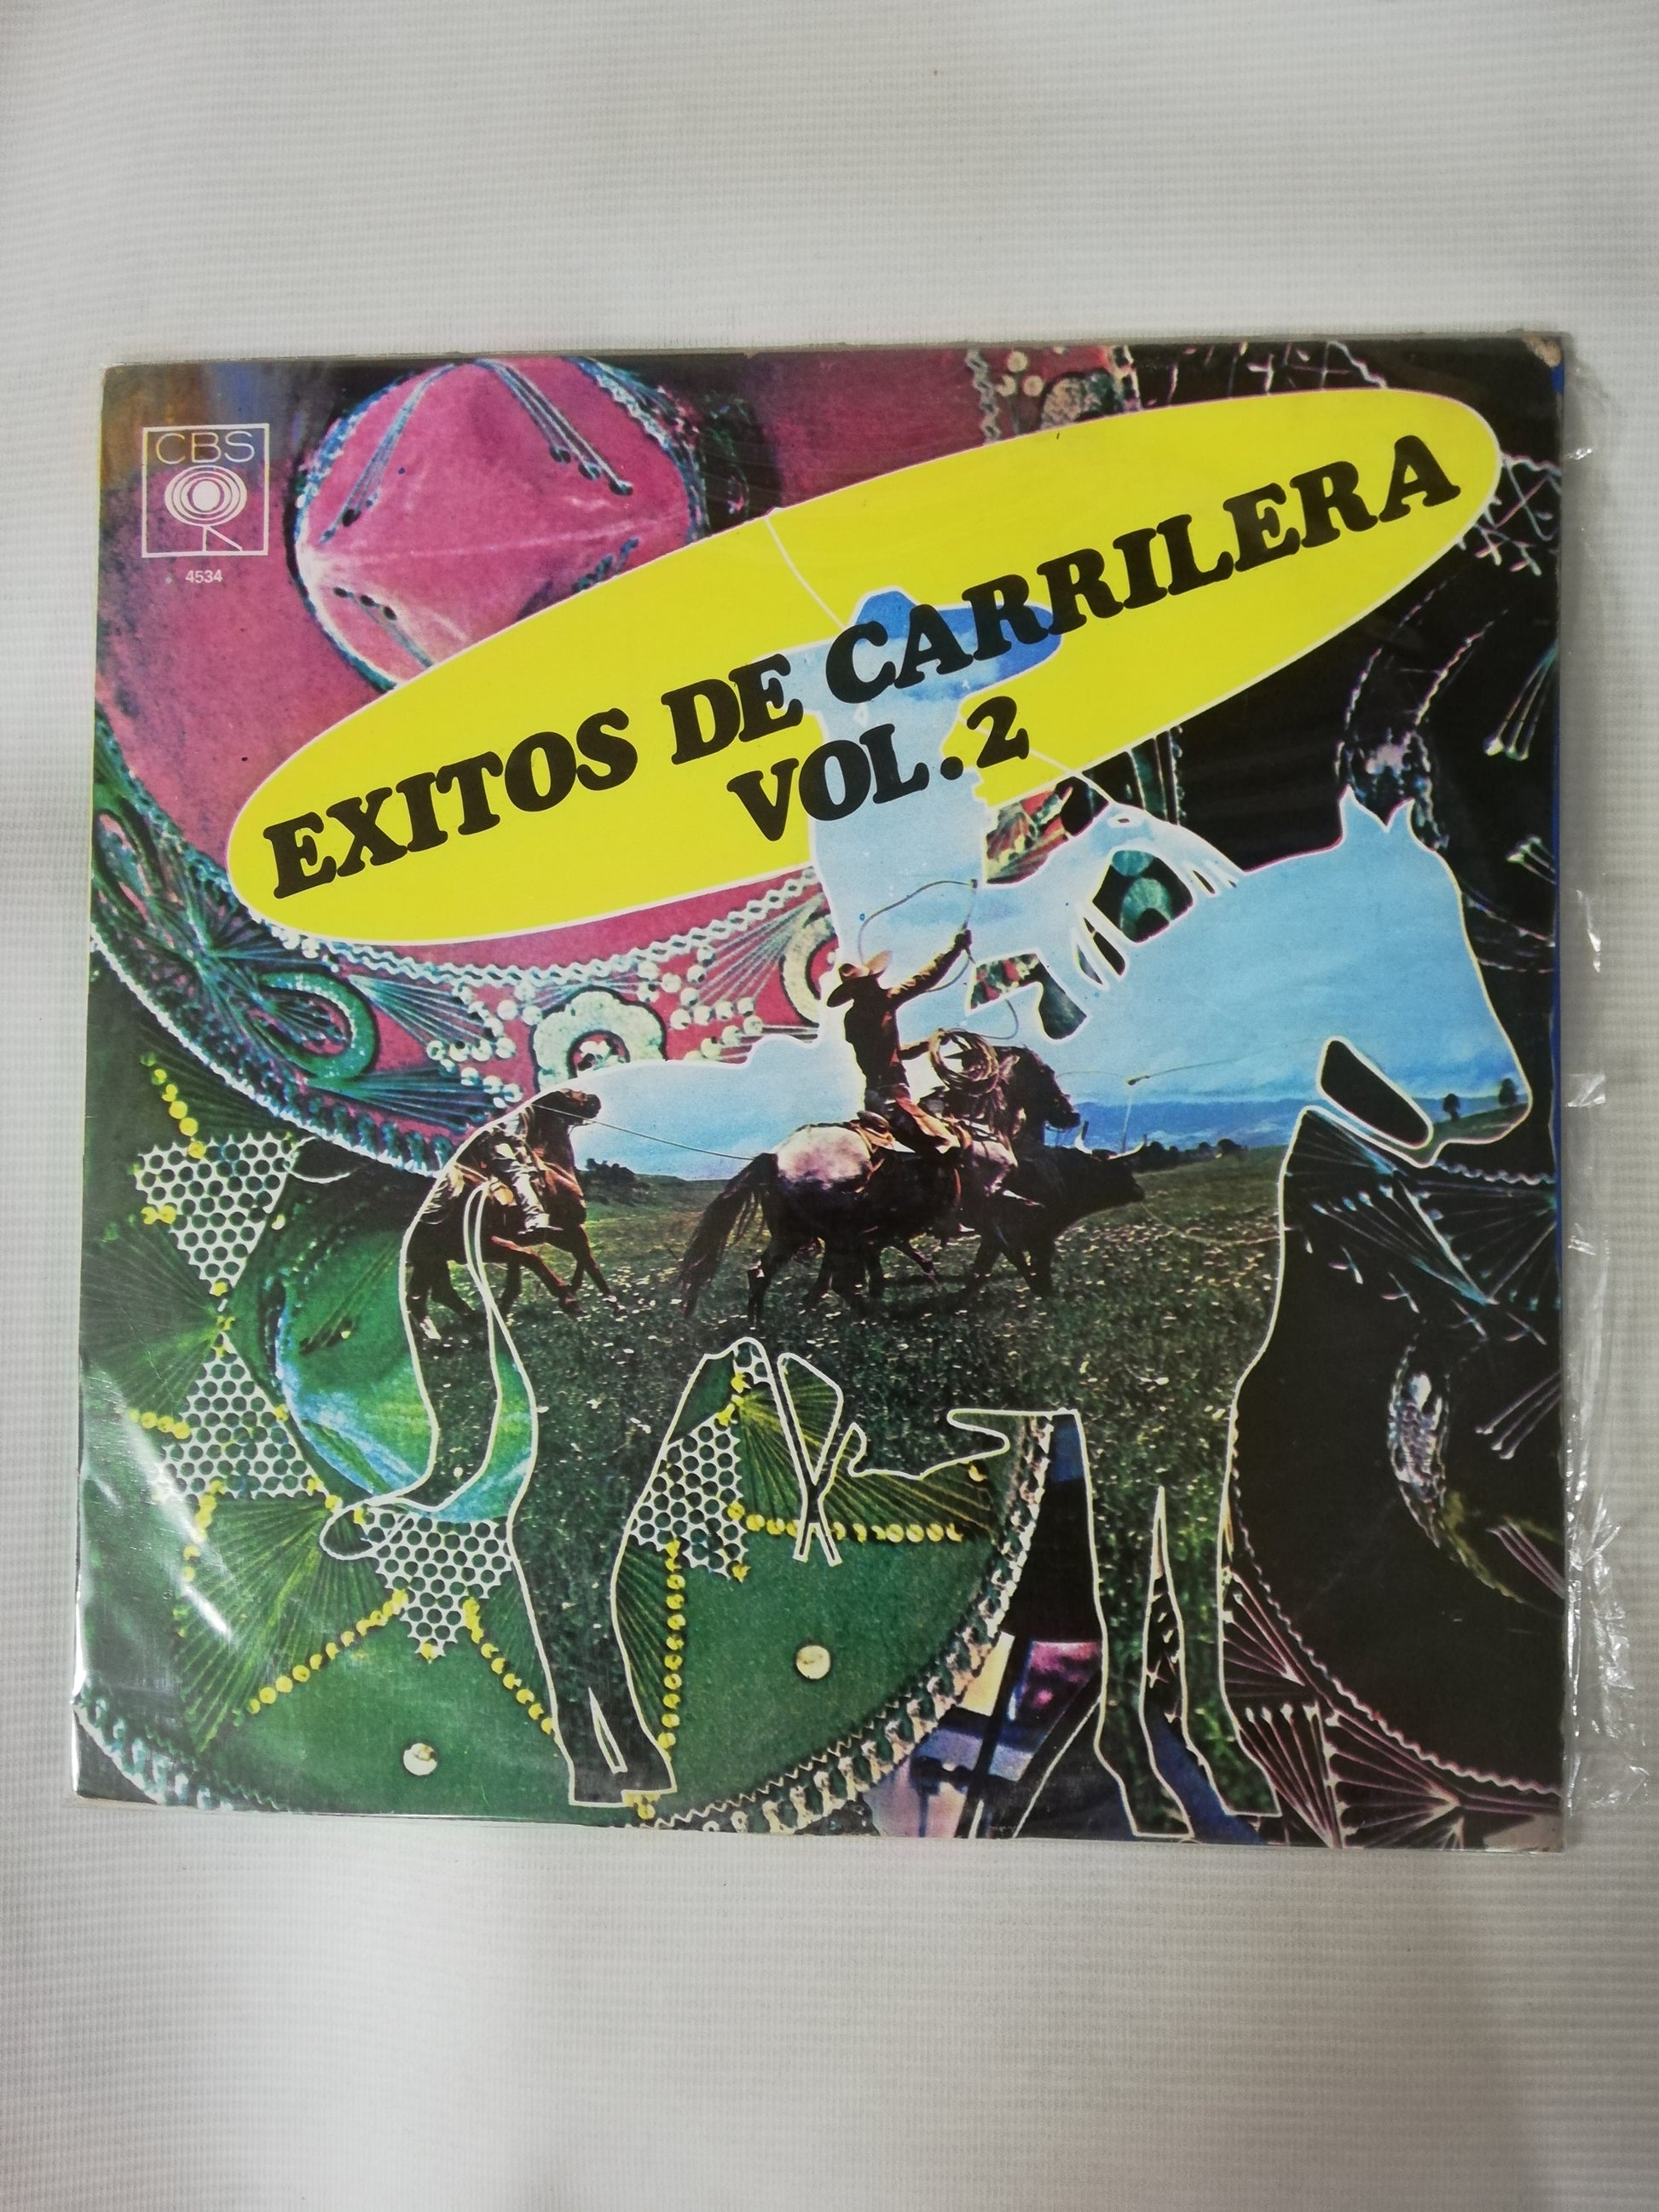 CBS
4534
EXITOS DE CARRILERA
VOL.2